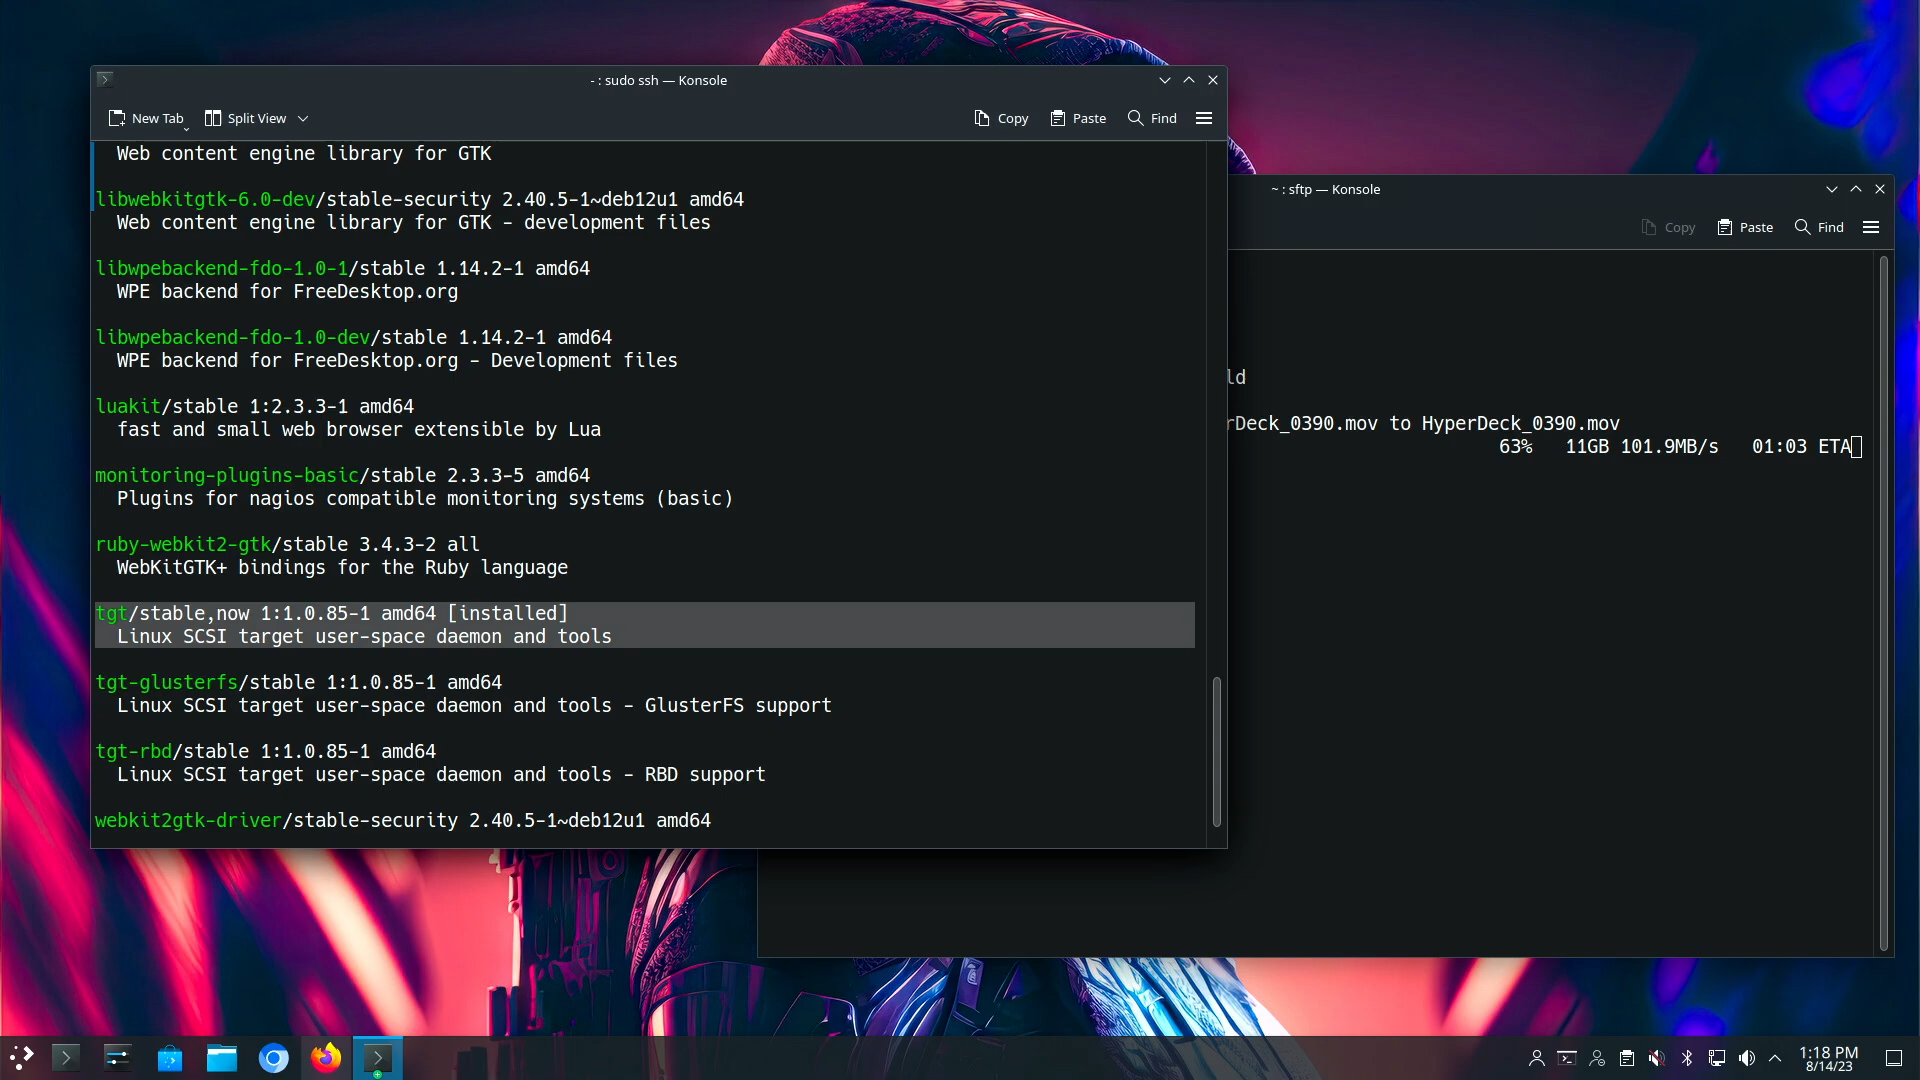 - : sudo ssh — Konsole
New Tab
Split View
Copy
Paste
Find
Web content engine library for GTK
libwebkitgtk-6.0-dev/stable-security 2.40.5-1~deb12u1 amd64
Web content engine library for GTK - development files
libwpebackend-fdo-1.0-1/stable 1.14.2-1 amd64
WPE backend for FreeDesktop.org
libwpebackend-fdo-1.0-dev/stable 1.14.2-1 amd64
WPE backend for FreeDesktop.org - Development files
luakit/stable 1:2.3.3-1 amd64
fast and small web browser extensible by Lua
monitoring-plugins-basic/stable 2.3.3-5 amd64
Plugins for nagios compatible monitoring systems (basic)
ruby-webkit2-gtk/stable 3.4.3-2 all
WebKitGTK+ bindings for the Ruby language
tgt/stable,now 1:1.0.85-1 amd64 [installed]
Linux SCSI target user-space daemon and tools
tgt-glusterfs/stable 1:1.0.85-1 amd64
Linux SCSI target user-space daemon and tools - GlusterFS support
tgt-rbd/stable 1:1.0.85-1 amd64
Linux SCSI target user-space daemon and tools - RBD support
webkit2gtk-driver/stable-security 2.40.5-1~deb12u1 amd64
~ : sftp — Konsole
Copy
Paste
Find
ld
rDeck_0390.mov to HyperDeck_0390.mov
63% 11GB 101.9MB/s 01:03 ETA
1:18 PM
8/14/23